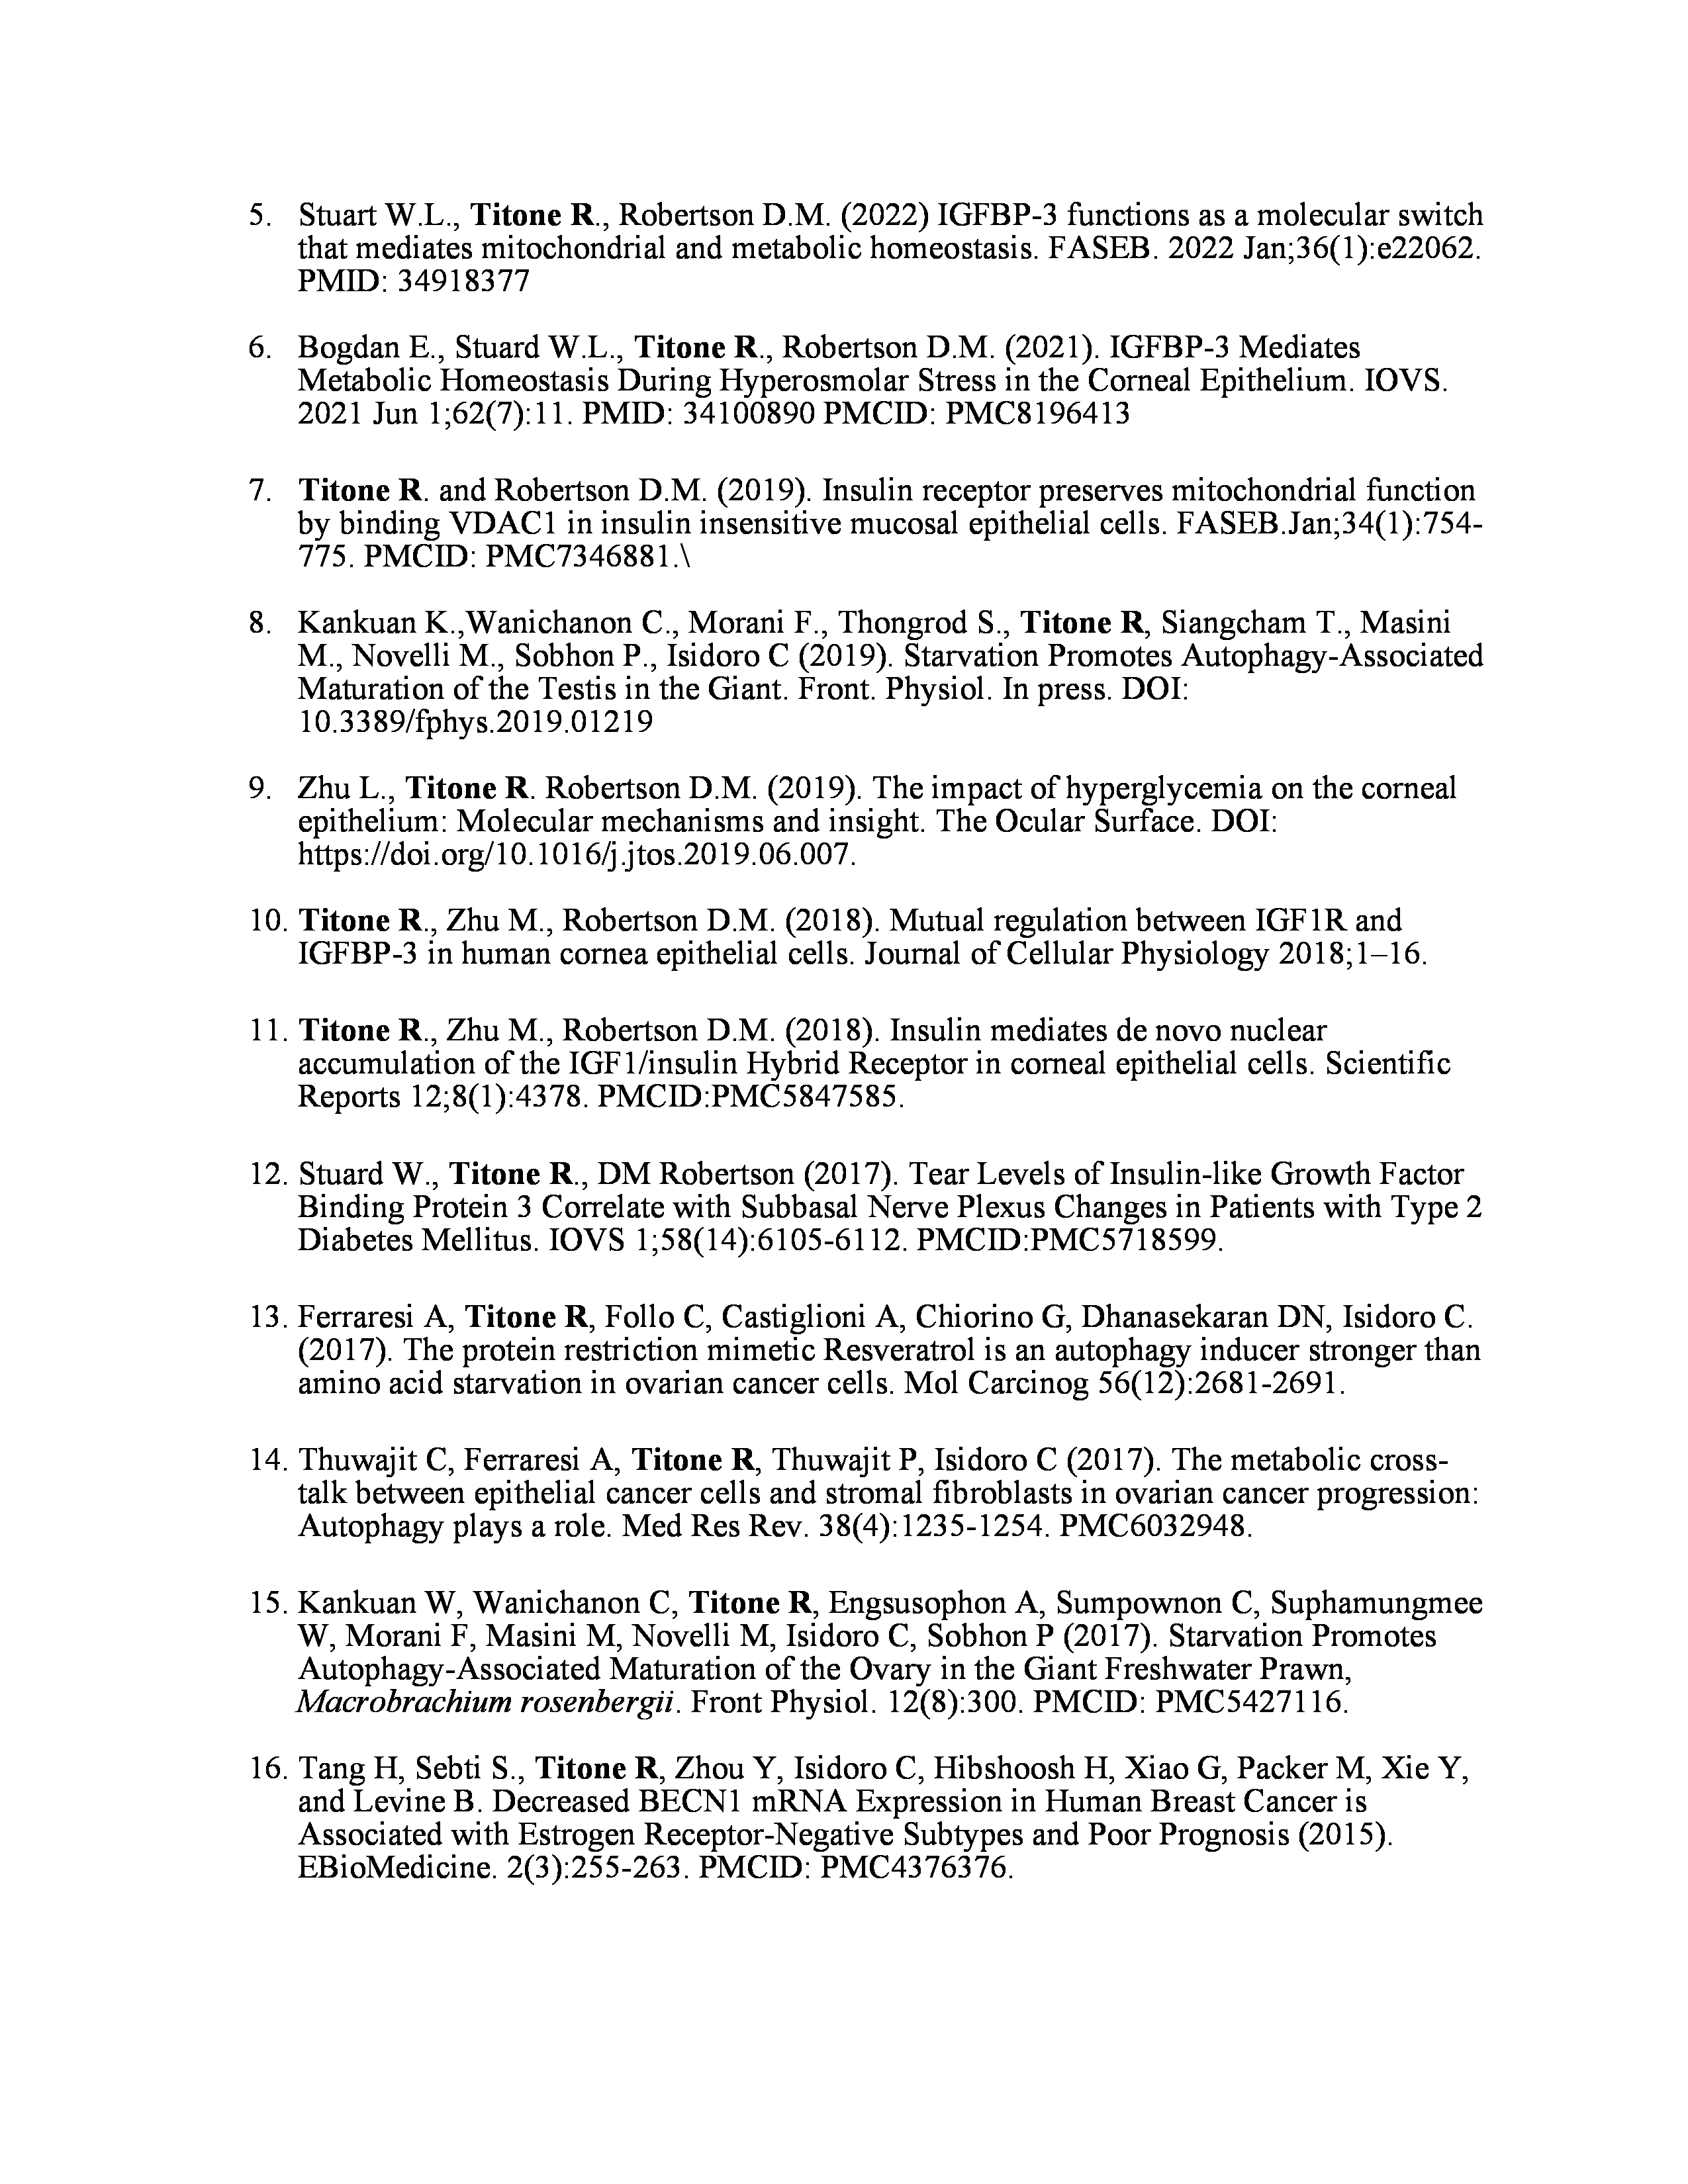 5. Stuart W.L., Titone R., Robertson D.M. (2022) IGFBP-3 functions as a molecular switch
that mediates mitochondrial and metabolic homeostasis. FASEB. 2022 Jan;36(1):e22062.
PMID: 34918377
6. Bogdan E., Stuard W.L., Titone R., Robertson D.M. (2021). IGFBP-3 Mediates
Metabolic Homeostasis During Hyperosmolar Stress in the Corneal Epithelium. IOVS.
2021 Jun 1;62(7):11. PMID: 34100890 PMCID: PMC8196413
7. Titone R. and Robertson D.M. (2019). Insulin receptor preserves mitochondrial function
by binding VDAC1 in insulin insensitive mucosal epithelial cells. FASEB.Jan;34(1):754-
775. PMCID: PMC7346881.\
8. Kankuan K.,Wanichanon C., Morani F., Thongrod S., Titone R, Siangcham T., Masini
M., Novelli M., Sobhon P., Isidoro C (2019). Starvation Promotes Autophagy-Associated
Maturation of the Testis in the Giant. Front. Physiol. In press. DOI:
10.3389/fphys.2019.01219
9. Zhu L., Titone R. Robertson D.M. (2019). The impact of hyperglycemia on the corneal
epithelium: Molecular mechanisms and insight. The Ocular Surface. DOI:
https://doi.org/10.1016/j.jtos.2019.06.007.
10. Titone R., Zhu M., Robertson D.M. (2018). Mutual regulation between IGF1R and
IGFBP-3 in human cornea epithelial cells. Journal of Cellular Physiology 2018;1–16.
11. Titone R., Zhu M., Robertson D.M. (2018). Insulin mediates de novo nuclear
accumulation of the IGF1/insulin Hybrid Receptor in corneal epithelial cells. Scientific
Reports 12;8(1):4378. PMCID:PMC5847585.
12. Stuard W., Titone R., DM Robertson (2017). Tear Levels of Insulin-like Growth Factor
Binding Protein 3 Correlate with Subbasal Nerve Plexus Changes in Patients with Type 2
Diabetes Mellitus. IOVS 1;58(14):6105-6112. PMCID:PMC5718599.
13. Ferraresi A, Titone R, Follo C, Castiglioni A, Chiorino G, Dhanasekaran DN, Isidoro C.
(2017). The protein restriction mimetic Resveratrol is an autophagy inducer stronger than
amino acid starvation in ovarian cancer cells. Mol Carcinog 56(12):2681-2691.
14. Thuwajit C, Ferraresi A, Titone R, Thuwajit P, Isidoro C (2017). The metabolic cross-
talk between epithelial cancer cells and stromal fibroblasts in ovarian cancer progression:
Autophagy plays a role. Med Res Rev. 38(4):1235-1254. PMC6032948.
15. Kankuan W, Wanichanon C, Titone R, Engsusophon A, Sumpownon C, Suphamungmee
W, Morani F, Masini M, Novelli M, Isidoro C, Sobhon P (2017). Starvation Promotes
Autophagy-Associated Maturation of the Ovary in the Giant Freshwater Prawn,
Macrobrachium rosenbergii. Front Physiol. 12(8):300. PMCID: PMC5427116.
16. Tang H, Sebti S., Titone R, Zhou Y, Isidoro C, Hibshoosh H, Xiao G, Packer M, Xie Y,
and Levine B. Decreased BECN1 mRNA Expression in Human Breast Cancer is
Associated with Estrogen Receptor-Negative Subtypes and Poor Prognosis (2015).
EBioMedicine. 2(3):255-263. PMCID: PMC4376376.